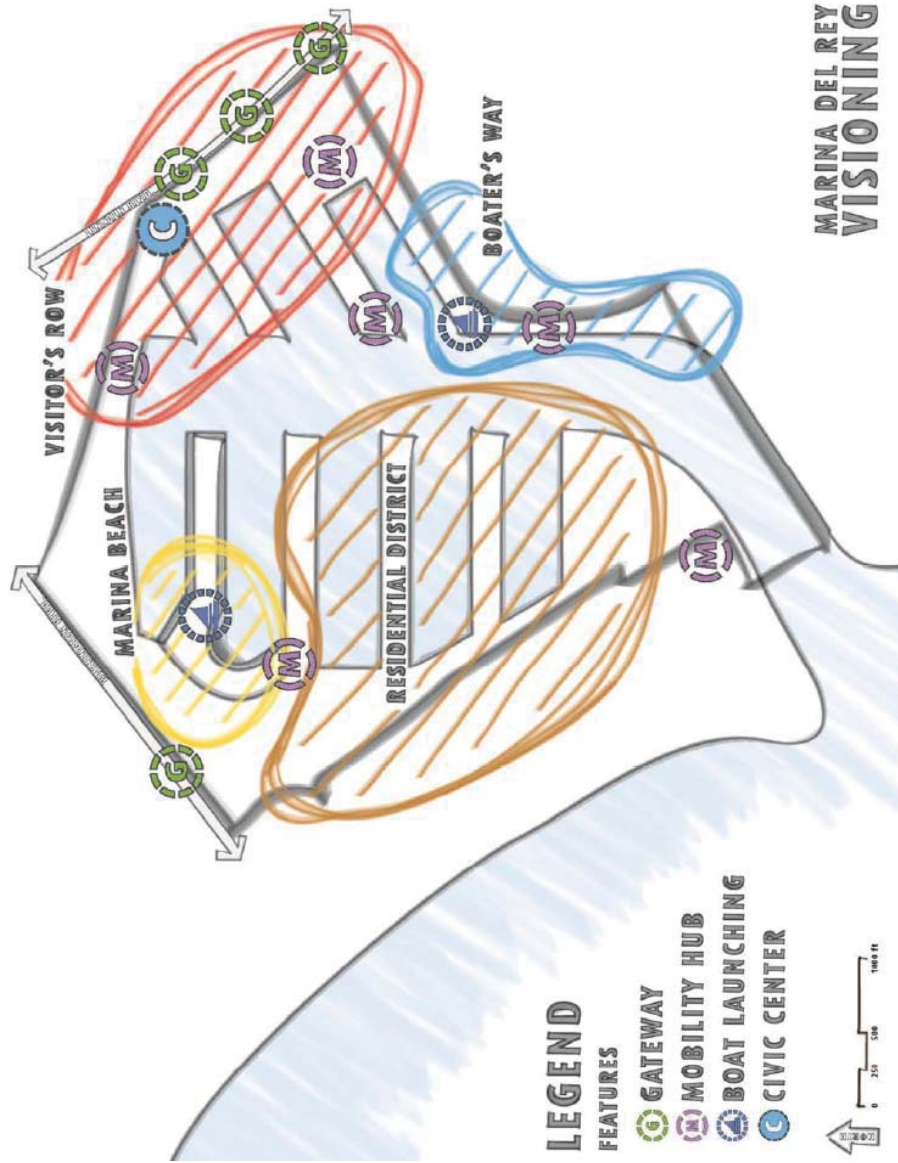 MARINA DEL REY
VISIONING
VISITOR'S ROW
MARINA BEACH
RESIDENTIAL DISTRICT
BOATER'S WAY
G
G
G
G
C
M
M
M
M
M
M
LEGEND
FEATURES
G GATEWAY
M MOBILITY HUB
BOAT LAUNCHING
C CIVIC CENTER
0 250 500 1000 ft